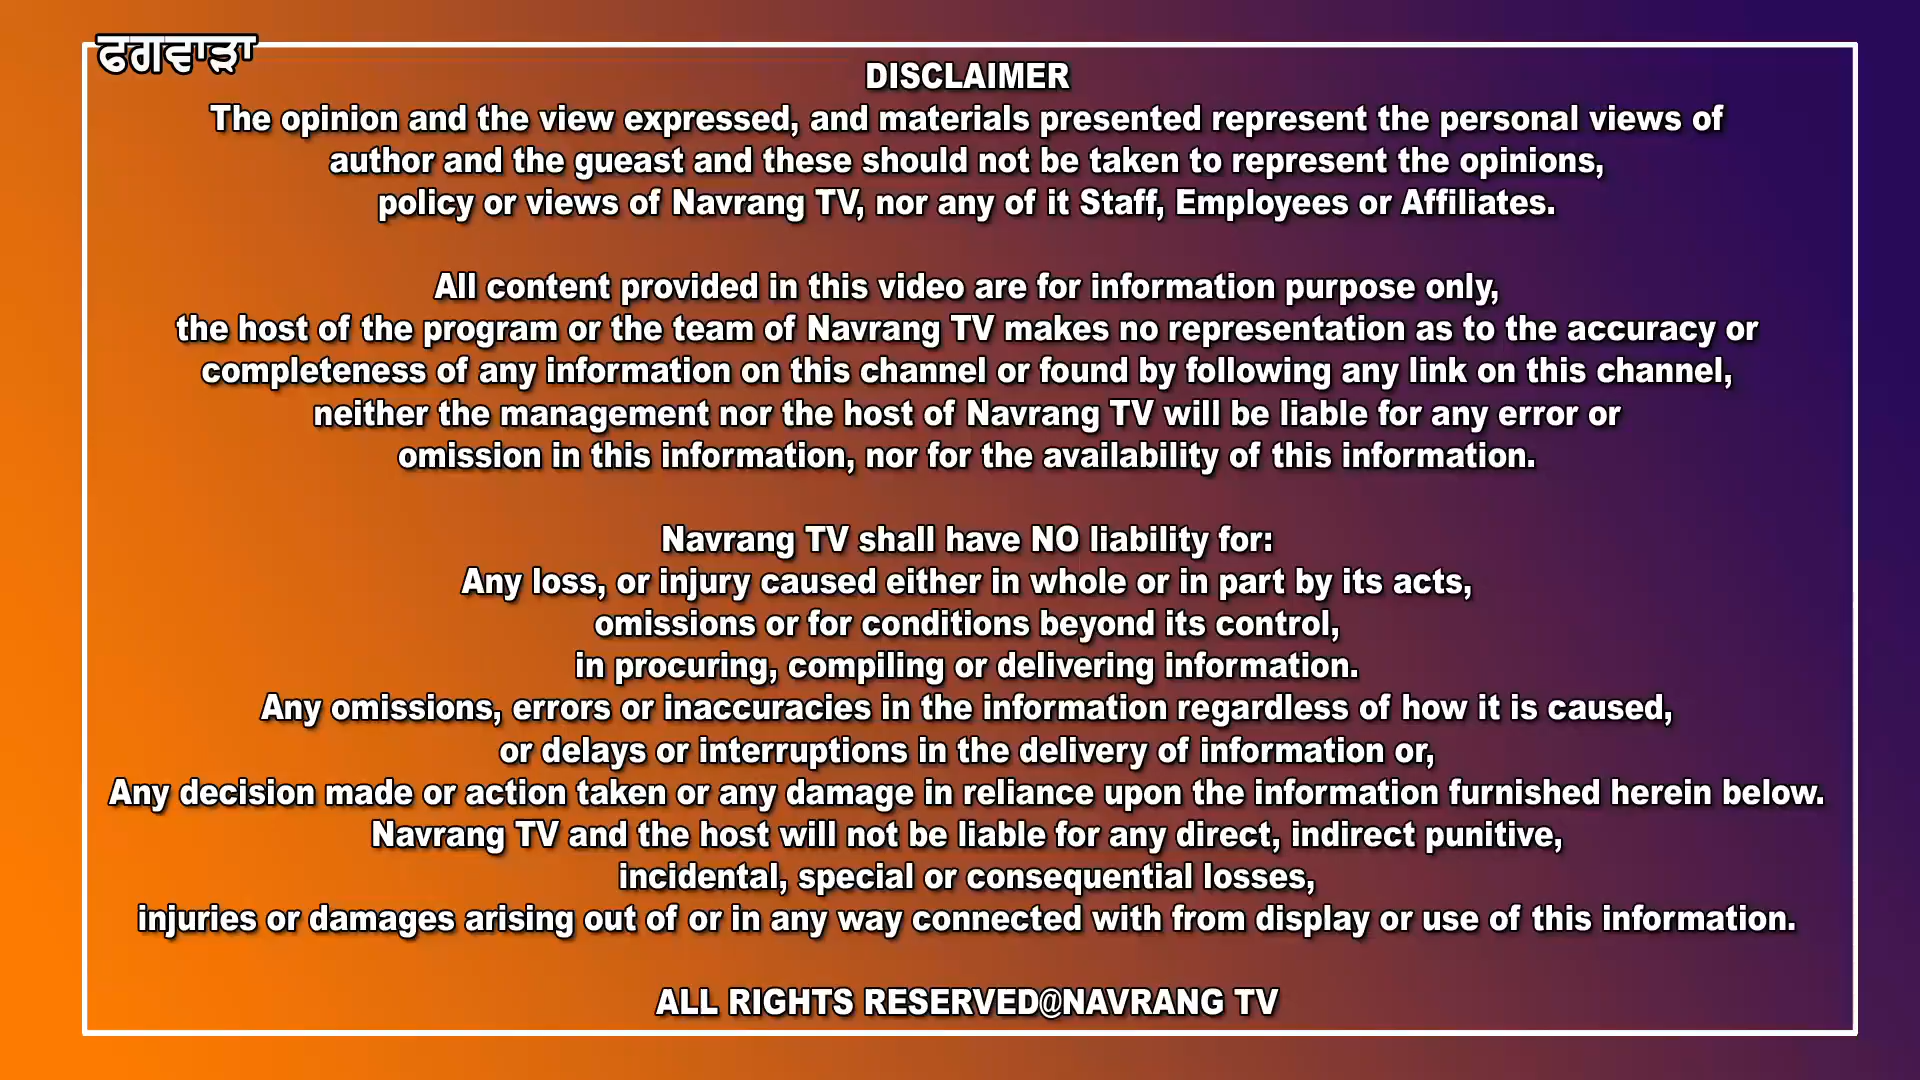 ਫਗਵਾੜਾ
DISCLAIMER
The opinion and the view expressed, and materials presented represent the personal views of
author and the gueast and these should not be taken to represent the opinions,
policy or views of Navrang TV, nor any of it Staff, Employees or Affiliates.
All content provided in this video are for information purpose only,
the host of the program or the team of Navrang TV makes no representation as to the accuracy or
completeness of any information on this channel or found by following any link on this channel,
neither the management nor the host of Navrang TV will be liable for any error or
omission in this information, nor for the availability of this information.
Navrang TV shall have NO liability for:
Any loss, or injury caused either in whole or in part by its acts,
omissions or for conditions beyond its control,
in procuring, compiling or delivering information.
Any omissions, errors or inaccuracies in the information regardless of how it is caused,
or delays or interruptions in the delivery of information or,
Any decision made or action taken or any damage in reliance upon the information furnished herein below.
Navrang TV and the host will not be liable for any direct, indirect punitive,
incidental, special or consequential losses,
injuries or damages arising out of or in any way connected with from display or use of this information.
ALL RIGHTS RESERVED@NAVRANG TV